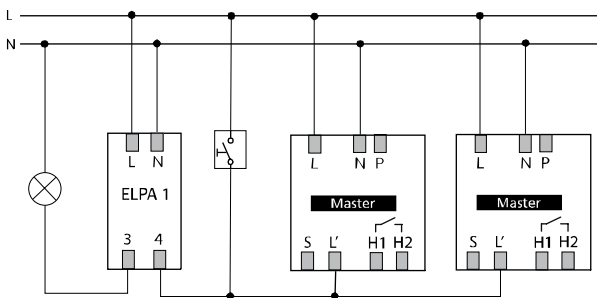 L
N
L N
ELPA 1
3 4
L N P
Master
S L' H1 H2
L N P
Master
S L' H1 H2